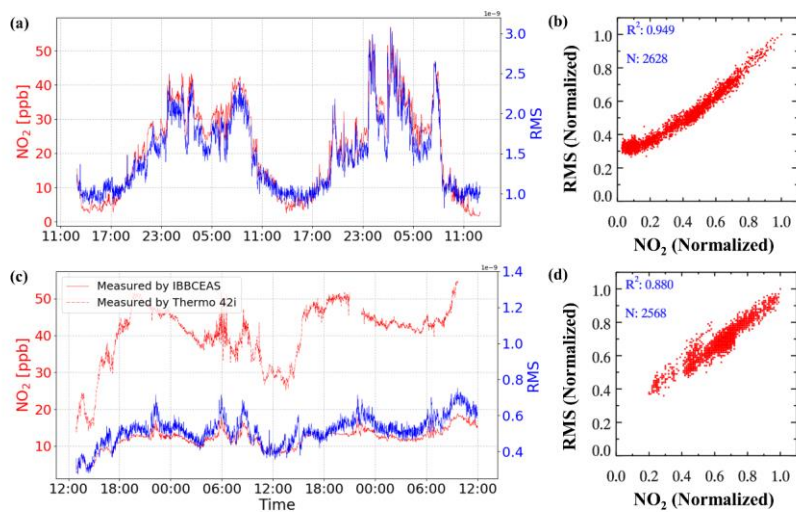 (a)
1e-9
NO₂ [ppb]
50
40
30
20
10
0
3.0
2.5
2.0
1.5
1.0
RMS
11:00 17:00 23:00 05:00 11:00 17:00 23:00 05:00 11:00
(b)
R²: 0.949
N: 2628
RMS (Normalized)
1.0
0.8
0.6
0.4
0.2
0.0
0.0 0.2 0.4 0.6 0.8 1.0
NO₂ (Normalized)
(c)
1e-9
Measured by IBBCEAS
Measured by Thermo 42i
NO₂ [ppb]
50
40
30
20
10
1.4
1.2
1.0
0.8
0.6
0.4
RMS
12:00 18:00 00:00 06:00 12:00 18:00 00:00 06:00 12:00
Time
(d)
R²: 0.880
N: 2568
RMS (Normalized)
1.0
0.8
0.6
0.4
0.2
0.0
0.0 0.2 0.4 0.6 0.8 1.0
NO₂ (Normalized)